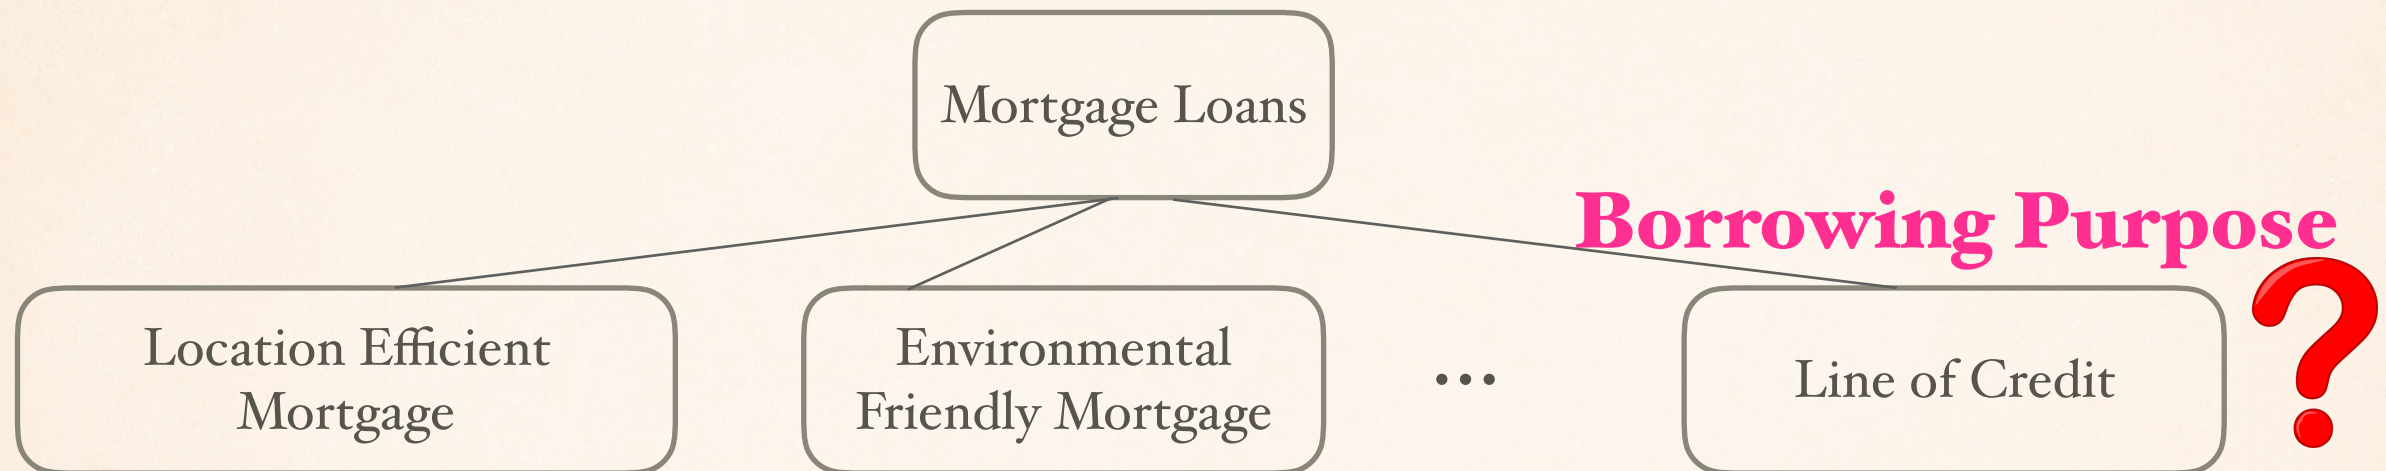 Mortgage Loans
Borrowing Purpose
Location Efficient
Mortgage
Environmental
Friendly Mortgage
...
Line of Credit
❓